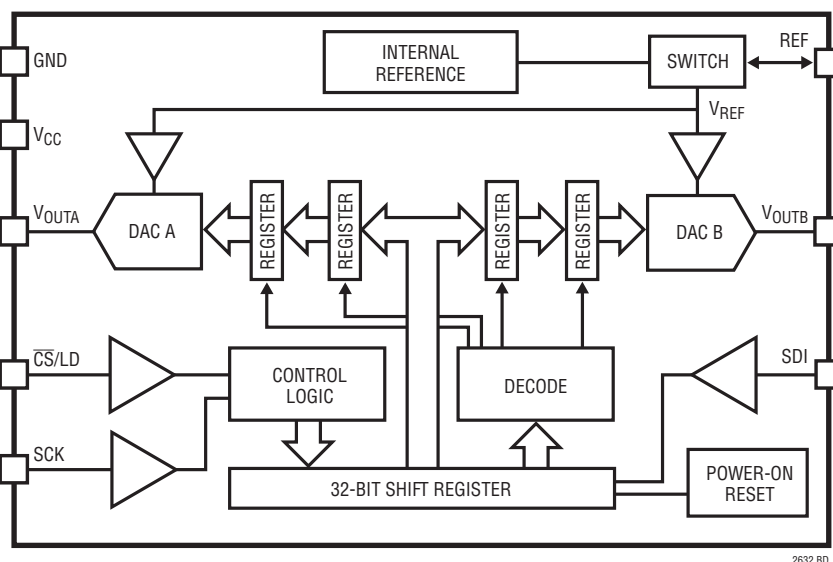 GND
INTERNAL
REFERENCE
SWITCH
REF
VREF
VCC
VOUTA
DAC A
REGISTER
REGISTER
REGISTER
REGISTER
DAC B
VOUTB
C̅S̅/LD
CONTROL
LOGIC
DECODE
SDI
SCK
32-BIT SHIFT REGISTER
POWER-ON
RESET
2632 BD